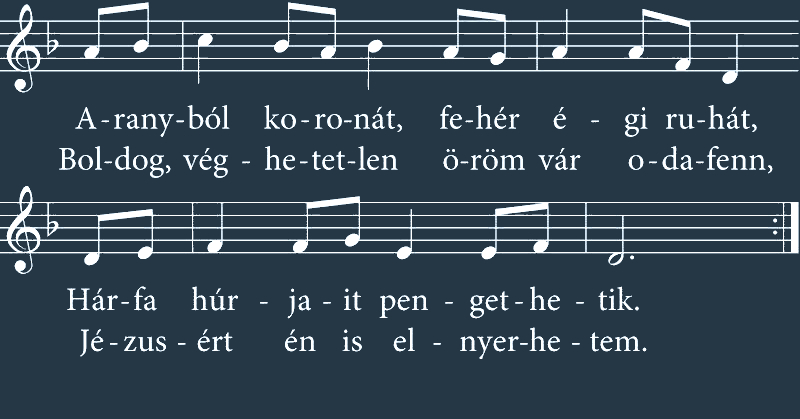 A-rany-ból ko-ro-nát, fe-hér é - gi ru-hát,
Bol-dog, vég - he-tet-len ö-röm vár o-da-fenn,
Hár-fa húr - ja - it pen - get-he - tik.
Jé-zus - ért én is el - nyer-he - tem.